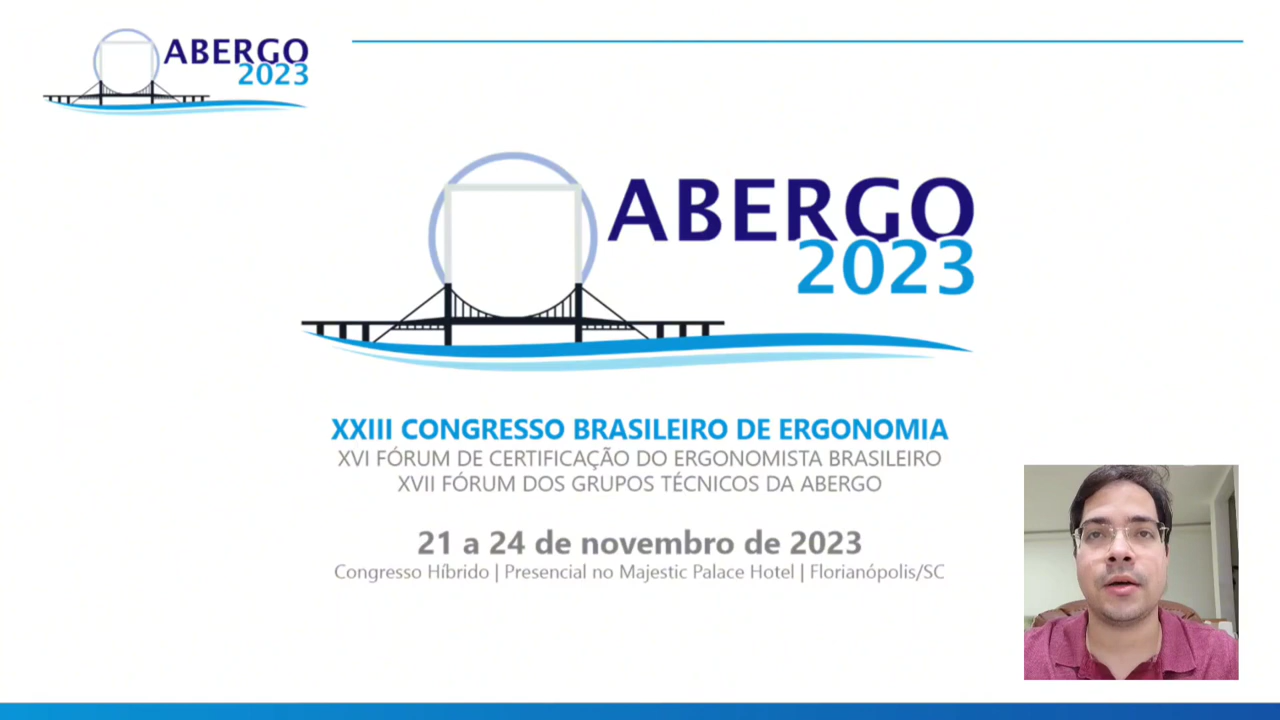 ABERGO
2023
ABERGO
2023
XXIII CONGRESSO BRASILEIRO DE ERGONOMIA
XVI FÓRUM DE CERTIFICAÇÃO DO ERGONOMISTA BRASILEIRO
XVII FÓRUM DOS GRUPOS TÉCNICOS DA ABERGO
21 a 24 de novembro de 2023
Congresso Híbrido | Presencial no Majestic Palace Hotel | Florianópolis/SC